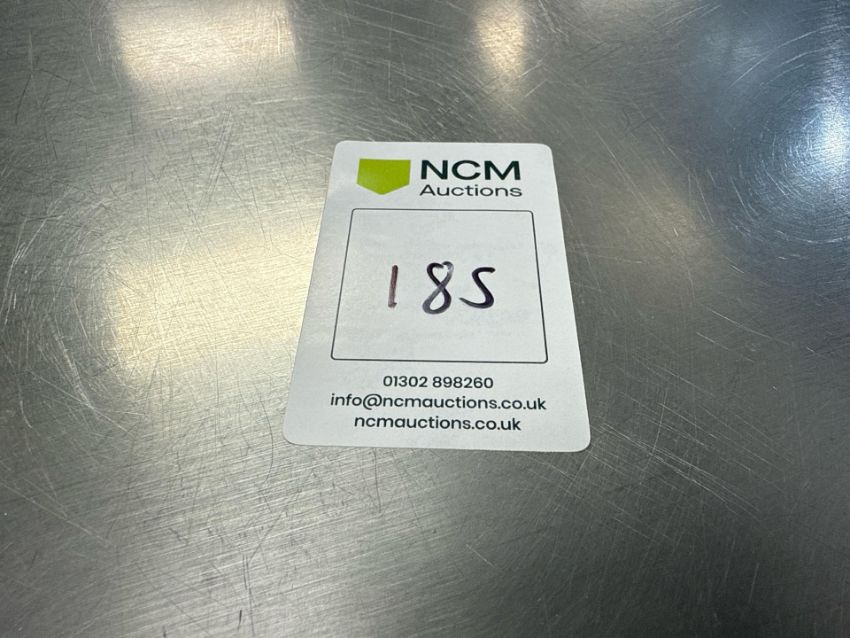 NCM
Auctions
185
01302 898260
info@ncmauctions.co.uk
ncmauctions.co.uk